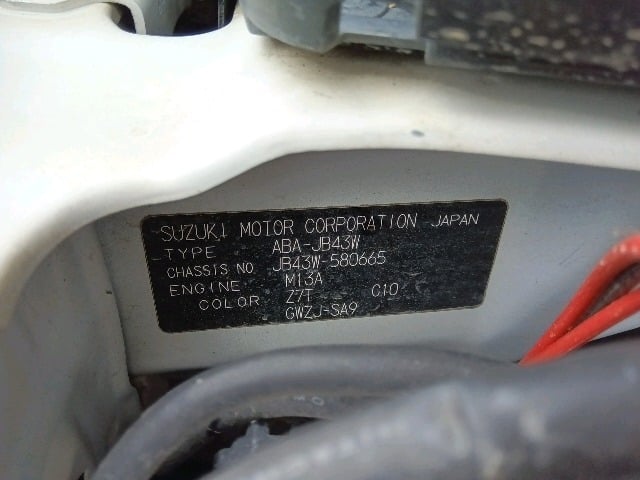 SUZUKI MOTOR CORPORATION JAPAN
TYPE ABA-JB43W
CHASSIS NO JB43W-580665
ENGINE M13A
COLOR Z7T C10
GWZJ-SA9